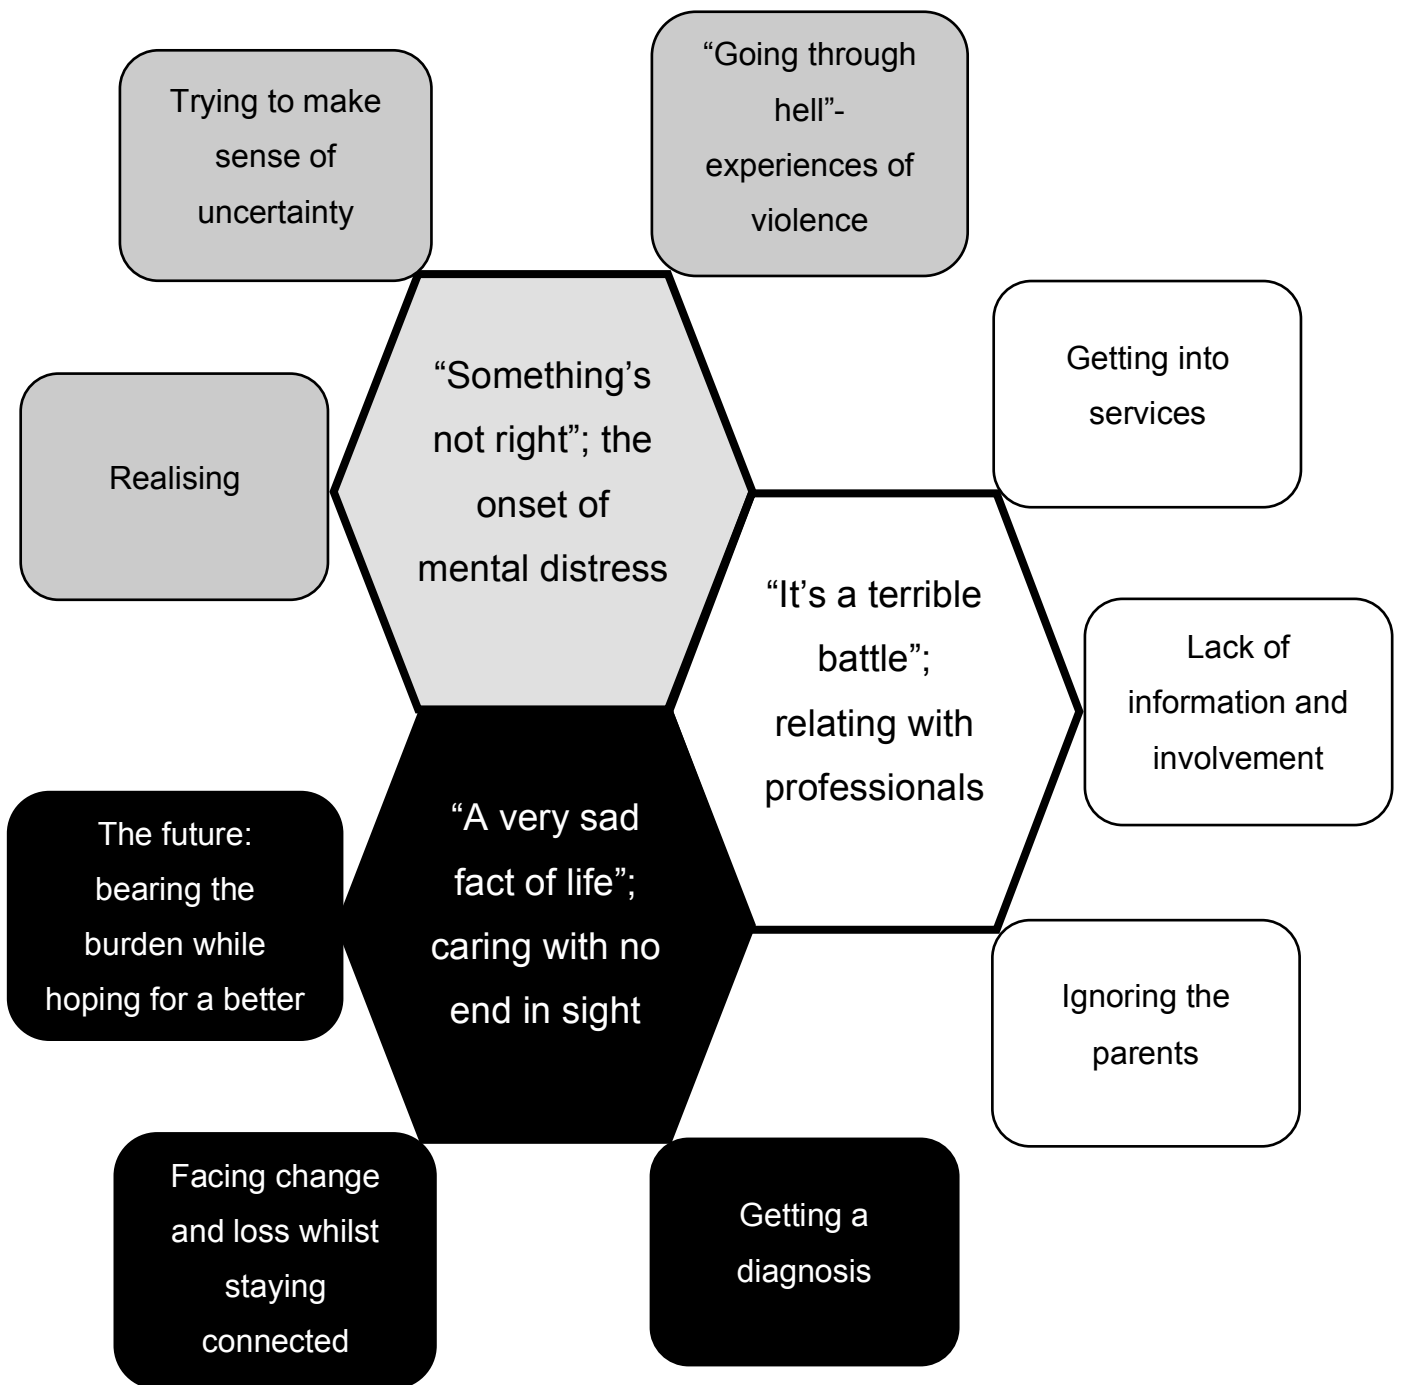 Trying to make
sense of
uncertainty
“Going through
hell”-
experiences of
violence
Realising
“Something’s
not right”; the
onset of
mental distress
Getting into
services
“It’s a terrible
battle”;
relating with
professionals
Lack of
information and
involvement
Ignoring the
parents
“A very sad
fact of life”;
caring with no
end in sight
The future:
bearing the
burden while
hoping for a better
Facing change
and loss whilst
staying
connected
Getting a
diagnosis